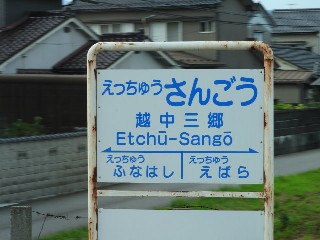 えっちゅうさんごう
越中三郷
Etchū-Sangō
えっちゅう えっちゅう
ふなはし えばら